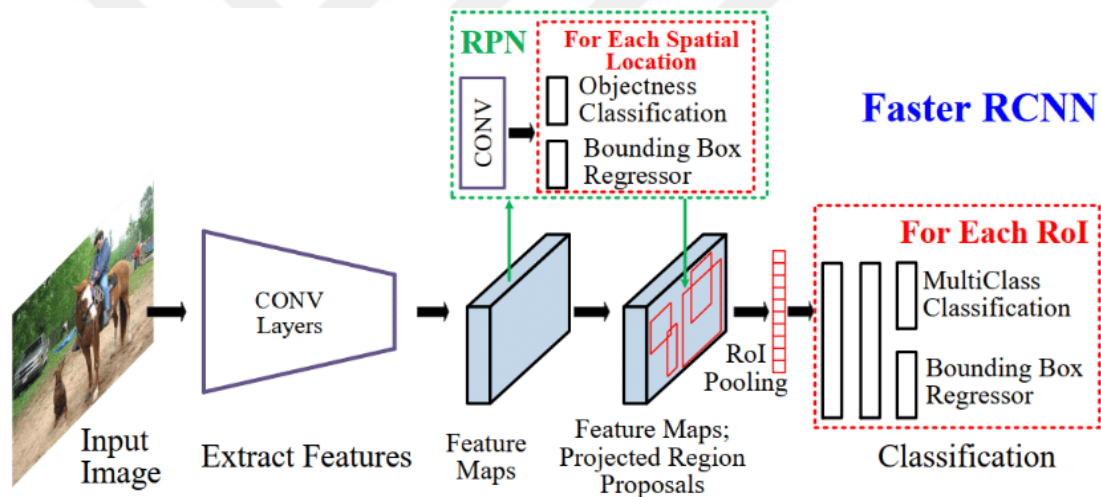 RPN
For Each Spatial
Location
CONV
Objectness
Classification
Bounding Box
Regressor
Faster RCNN
CONV
Layers
For Each RoI
MultiClass
Classification
Bounding Box
Regressor
RoI
Pooling
Input
Image
Extract Features
Feature
Maps
Feature Maps;
Projected Region
Proposals
Classification